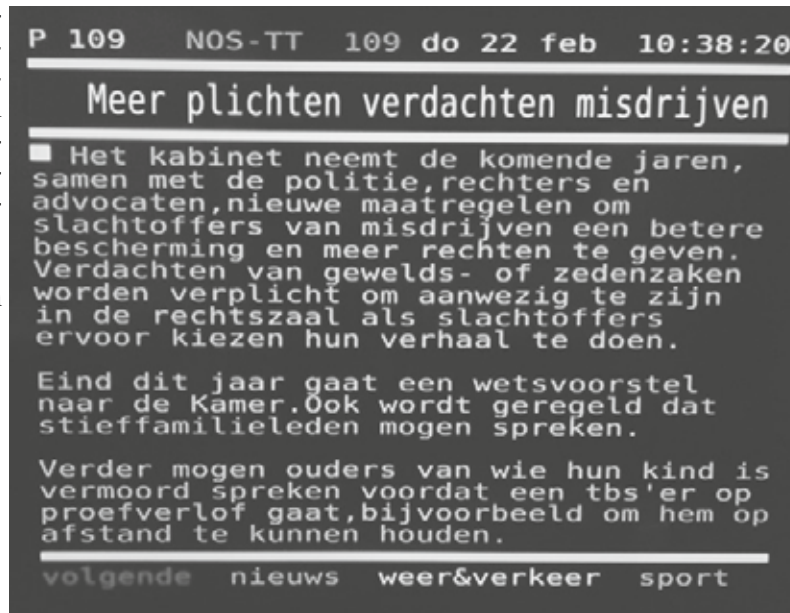 P 109 NOS-TT 109 do 22 feb 10:38:20
Meer plichten verdachten misdrijven
Het kabinet neemt de komende jaren,
samen met de politie,rechters en
advocaten,nieuwe maatregelen om
slachtoffers van misdrijven een betere
bescherming en meer rechten te geven.
Verdachten van gewelds- of zedenzaken
worden verplicht om aanwezig te zijn
in de rechtszaal als slachtoffers
ervoor kiezen hun verhaal te doen.
Eind dit jaar gaat een wetsvoorstel
naar de Kamer.Ook wordt geregeld dat
stieffamilieleden mogen spreken.
Verder mogen ouders van wie hun kind is
vermoord spreken voordat een tbs'er op
proefverlof gaat,bijvoorbeeld om hem op
afstand te kunnen houden.
volgende nieuws weer&verkeer sport